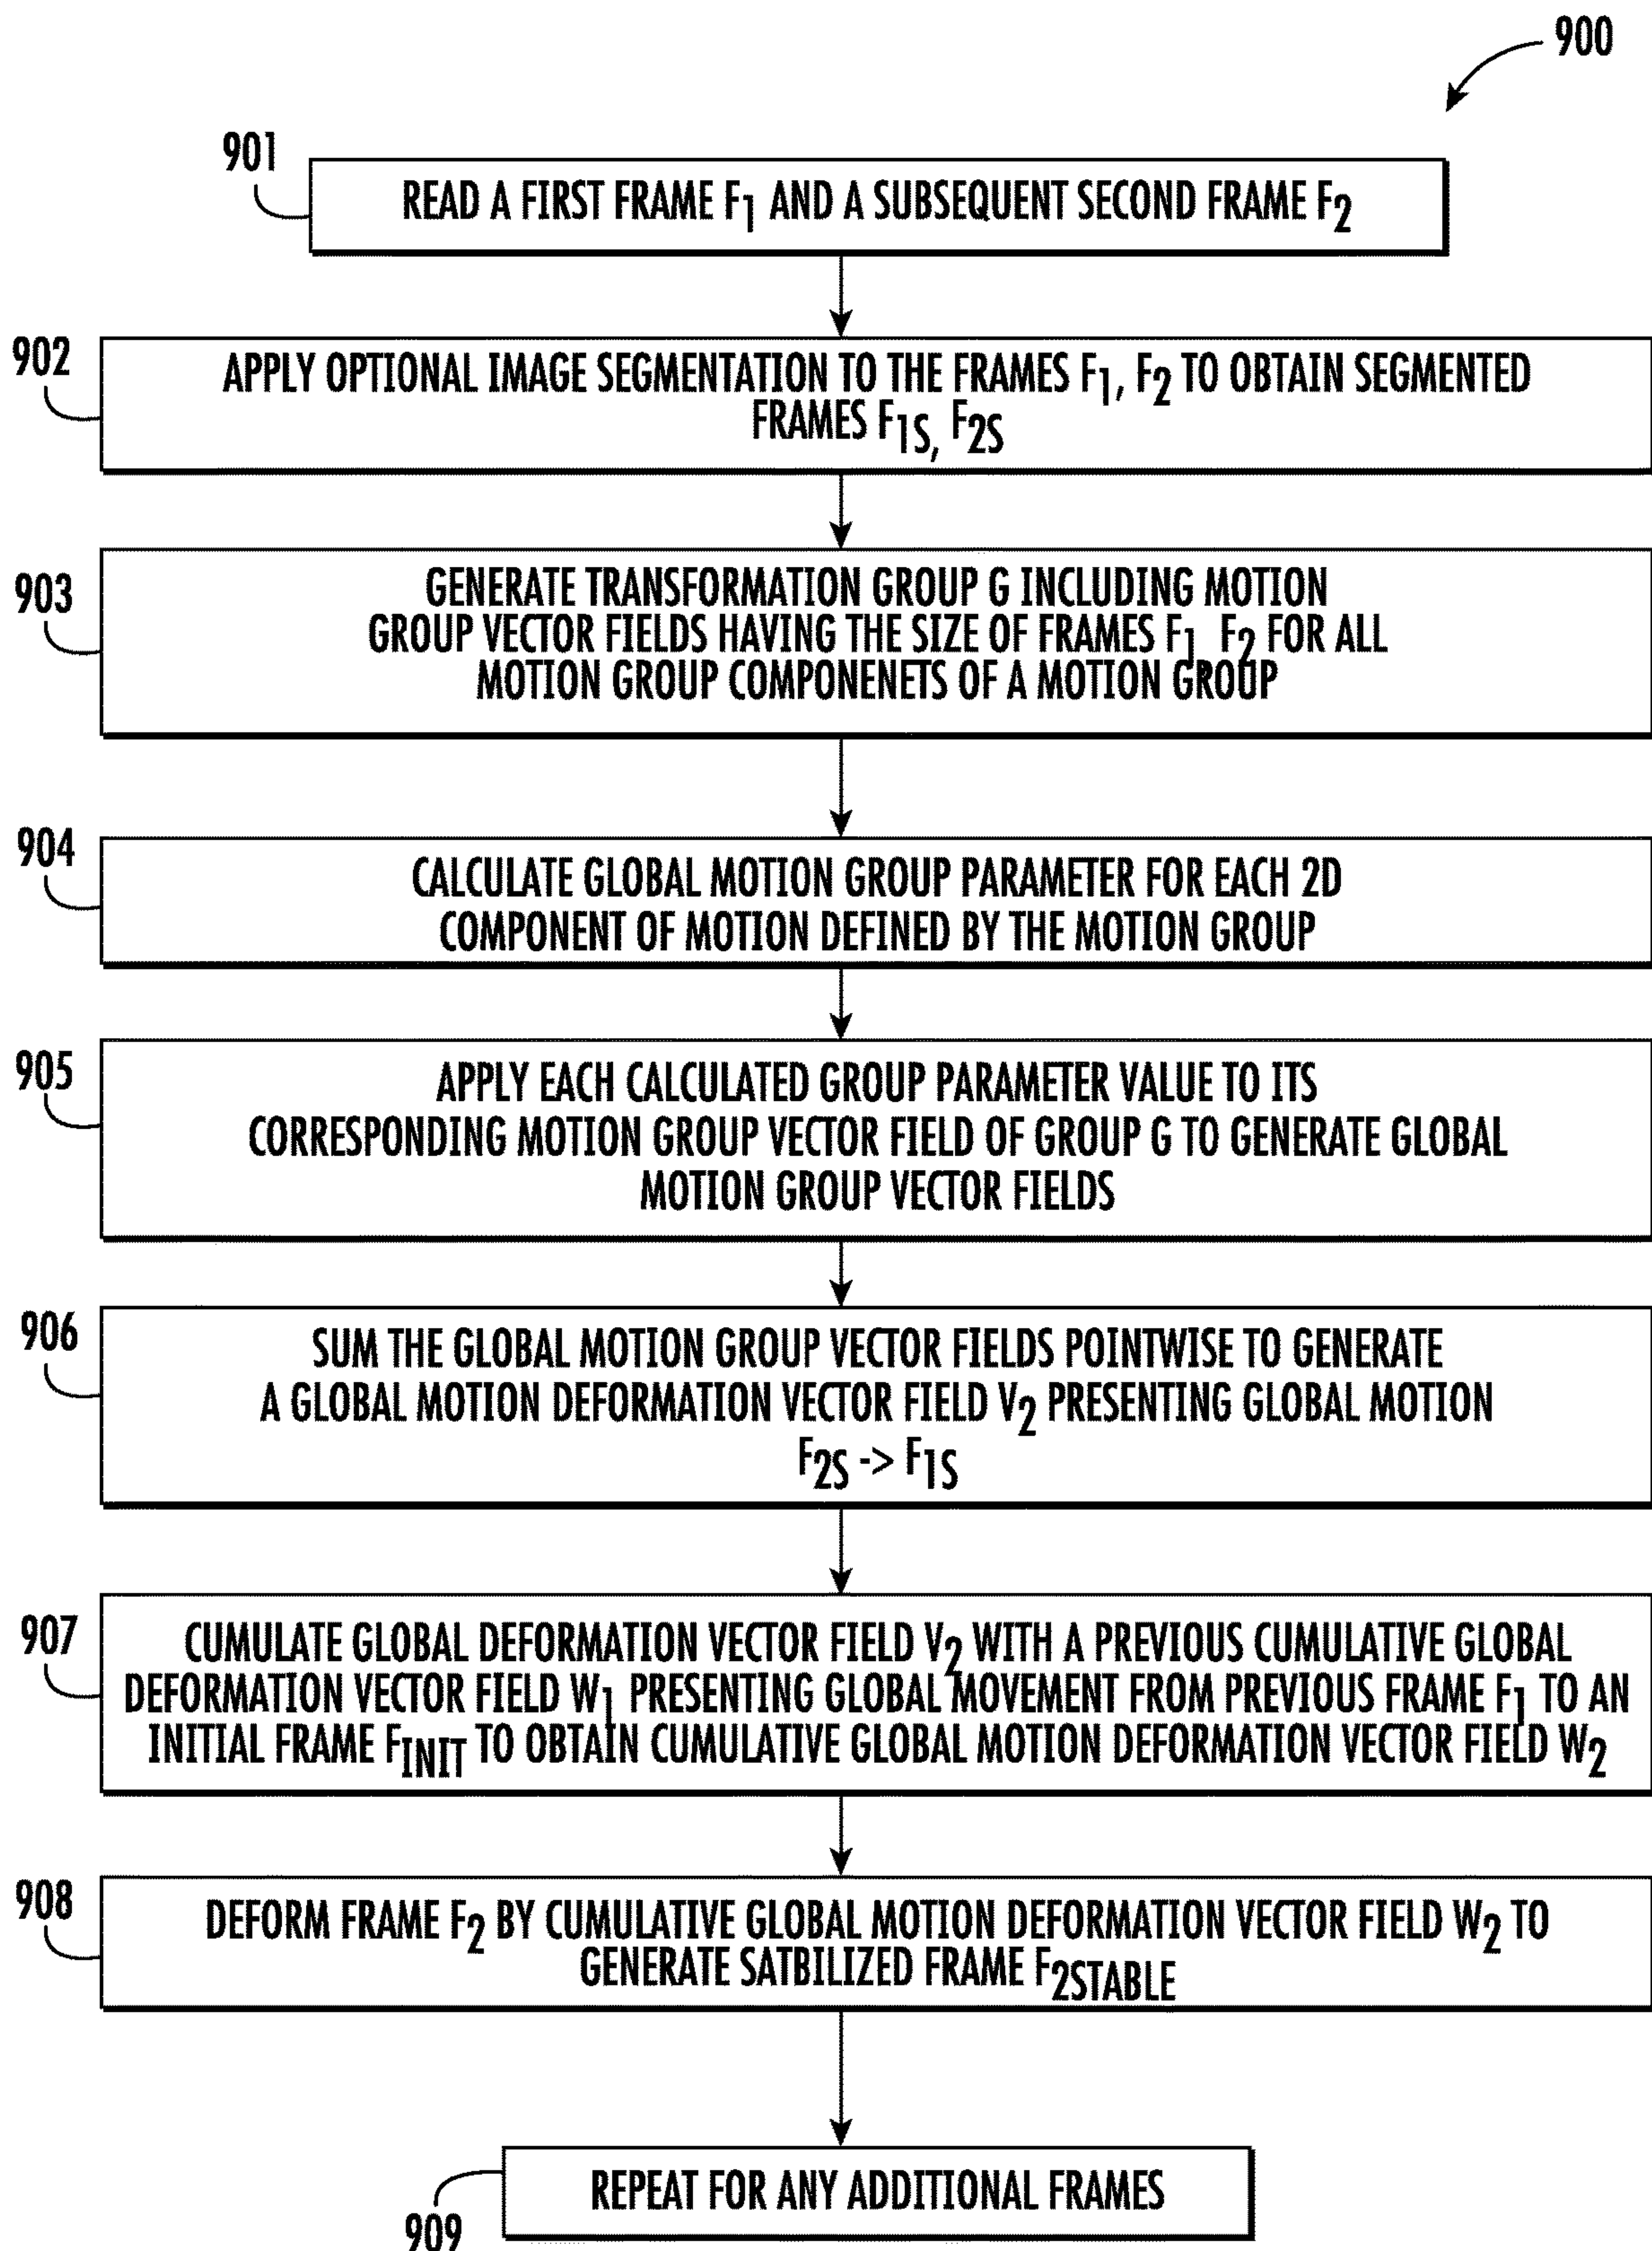 900
901
READ A FIRST FRAME F1 AND A SUBSEQUENT SECOND FRAME F2
902
APPLY OPTIONAL IMAGE SEGMENTATION TO THE FRAMES F1, F2 TO OBTAIN SEGMENTED
FRAMES F1S, F2S
903
GENERATE TRANSFORMATION GROUP G INCLUDING MOTION
GROUP VECTOR FIELDS HAVING THE SIZE OF FRAMES F1, F2 FOR ALL
MOTION GROUP COMPONENETS OF A MOTION GROUP
904
CALCULATE GLOBAL MOTION GROUP PARAMETER FOR EACH 2D
COMPONENT OF MOTION DEFINED BY THE MOTION GROUP
905
APPLY EACH CALCULATED GROUP PARAMETER VALUE TO ITS
CORRESPONDING MOTION GROUP VECTOR FIELD OF GROUP G TO GENERATE GLOBAL
MOTION GROUP VECTOR FIELDS
906
SUM THE GLOBAL MOTION GROUP VECTOR FIELDS POINTWISE TO GENERATE
A GLOBAL MOTION DEFORMATION VECTOR FIELD V2 PRESENTING GLOBAL MOTION
F2S -> F1S
907
CUMULATE GLOBAL DEFORMATION VECTOR FIELD V2 WITH A PREVIOUS CUMULATIVE GLOBAL
DEFORMATION VECTOR FIELD W1 PRESENTING GLOBAL MOVEMENT FROM PREVIOUS FRAME F1 TO AN
INITIAL FRAME FINIT TO OBTAIN CUMULATIVE GLOBAL MOTION DEFORMATION VECTOR FIELD W2
908
DEFORM FRAME F2 BY CUMULATIVE GLOBAL MOTION DEFORMATION VECTOR FIELD W2 TO
GENERATE SATBILIZED FRAME F2STABLE
REPEAT FOR ANY ADDITIONAL FRAMES
909